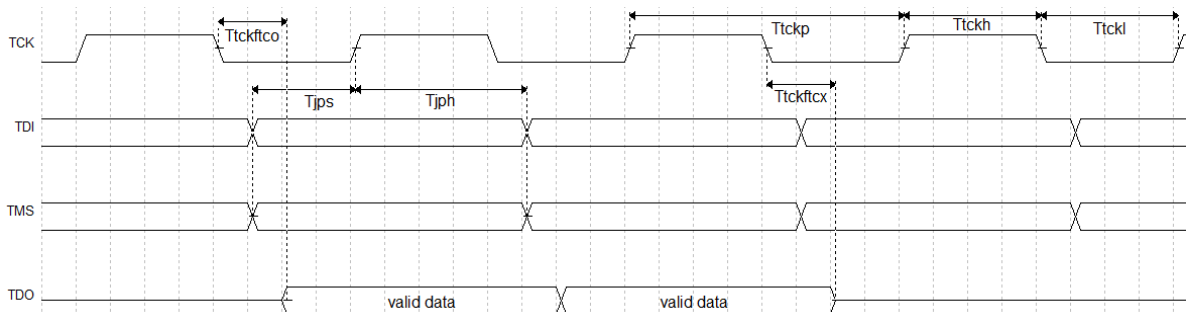 Ttckftco
TCK
Ttckp
Ttckh
Ttckl
Tjps
Tjph
Ttckftcx
TDI
TMS
TDO
valid data
valid data